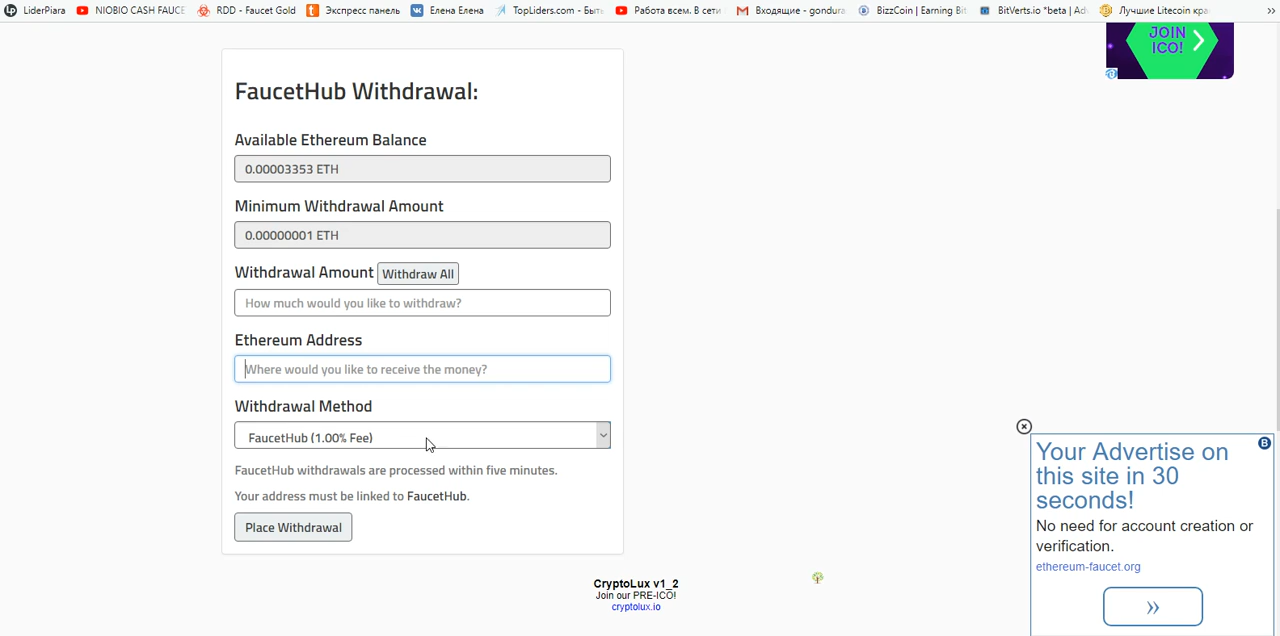 LiderPiara NIOBIO CASH FAUCE RDD - Faucet Gold Экспресс панель Елена Елена TopLiders.com - Быть Работа всем. В сети Входящие - gondura BizzCoin | Earning Bit BitVerts.io *beta | Ad Лучшие Litecoin кра »
JOIN
ICO!
FaucetHub Withdrawal:
Available Ethereum Balance
0.00003353 ETH
Minimum Withdrawal Amount
0.00000001 ETH
Withdrawal Amount Withdraw All
How much would you like to withdraw?
Ethereum Address
Where would you like to receive the money?
Withdrawal Method
FaucetHub (1.00% Fee)
FaucetHub withdrawals are processed within five minutes.
Your address must be linked to FaucetHub.
Place Withdrawal
Your Advertise on
this site in 30
seconds!
No need for account creation or
verification.
ethereum-faucet.org
»
CryptoLux v1_2
Join our PRE-ICO!
cryptolux.io